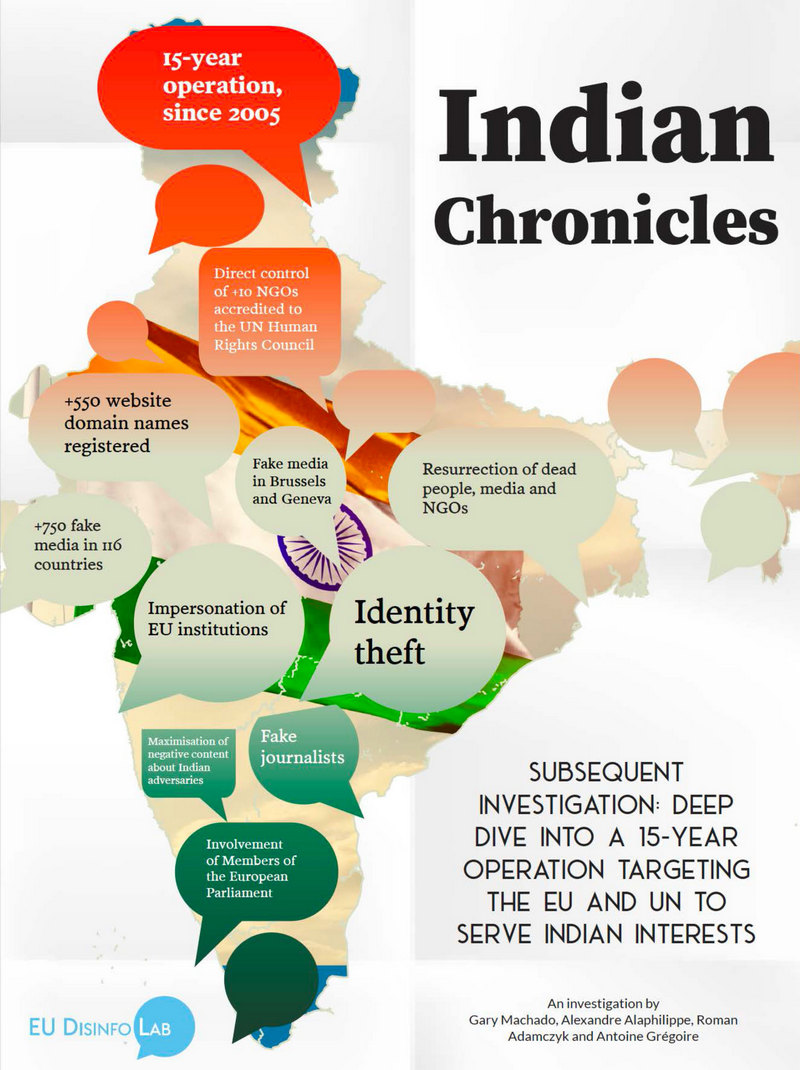 15-year
operation,
since 2005
Indian
Chronicles
Direct control
of +10 NGOs
accredited to
the UN Human
Rights Council
+550 website
domain names
registered
Fake media
in Brussels
and Geneva
Resurrection of dead
people, media and
NGOs
+750 fake
media in 116
countries
Impersonation of
EU institutions
Identity
theft
Maximisation of
negative content
about Indian
adversaries
Fake
journalists
Involvement
of Members of
the European
Parliament
SUBSEQUENT
INVESTIGATION: DEEP
DIVE INTO A 15-YEAR
OPERATION TARGETING
THE EU AND UN TO
SERVE INDIAN INTERESTS
An investigation by
Gary Machado, Alexandre Alaphilippe, Roman
Adamczyk and Antoine Grégoire
EU DISINFO LAB